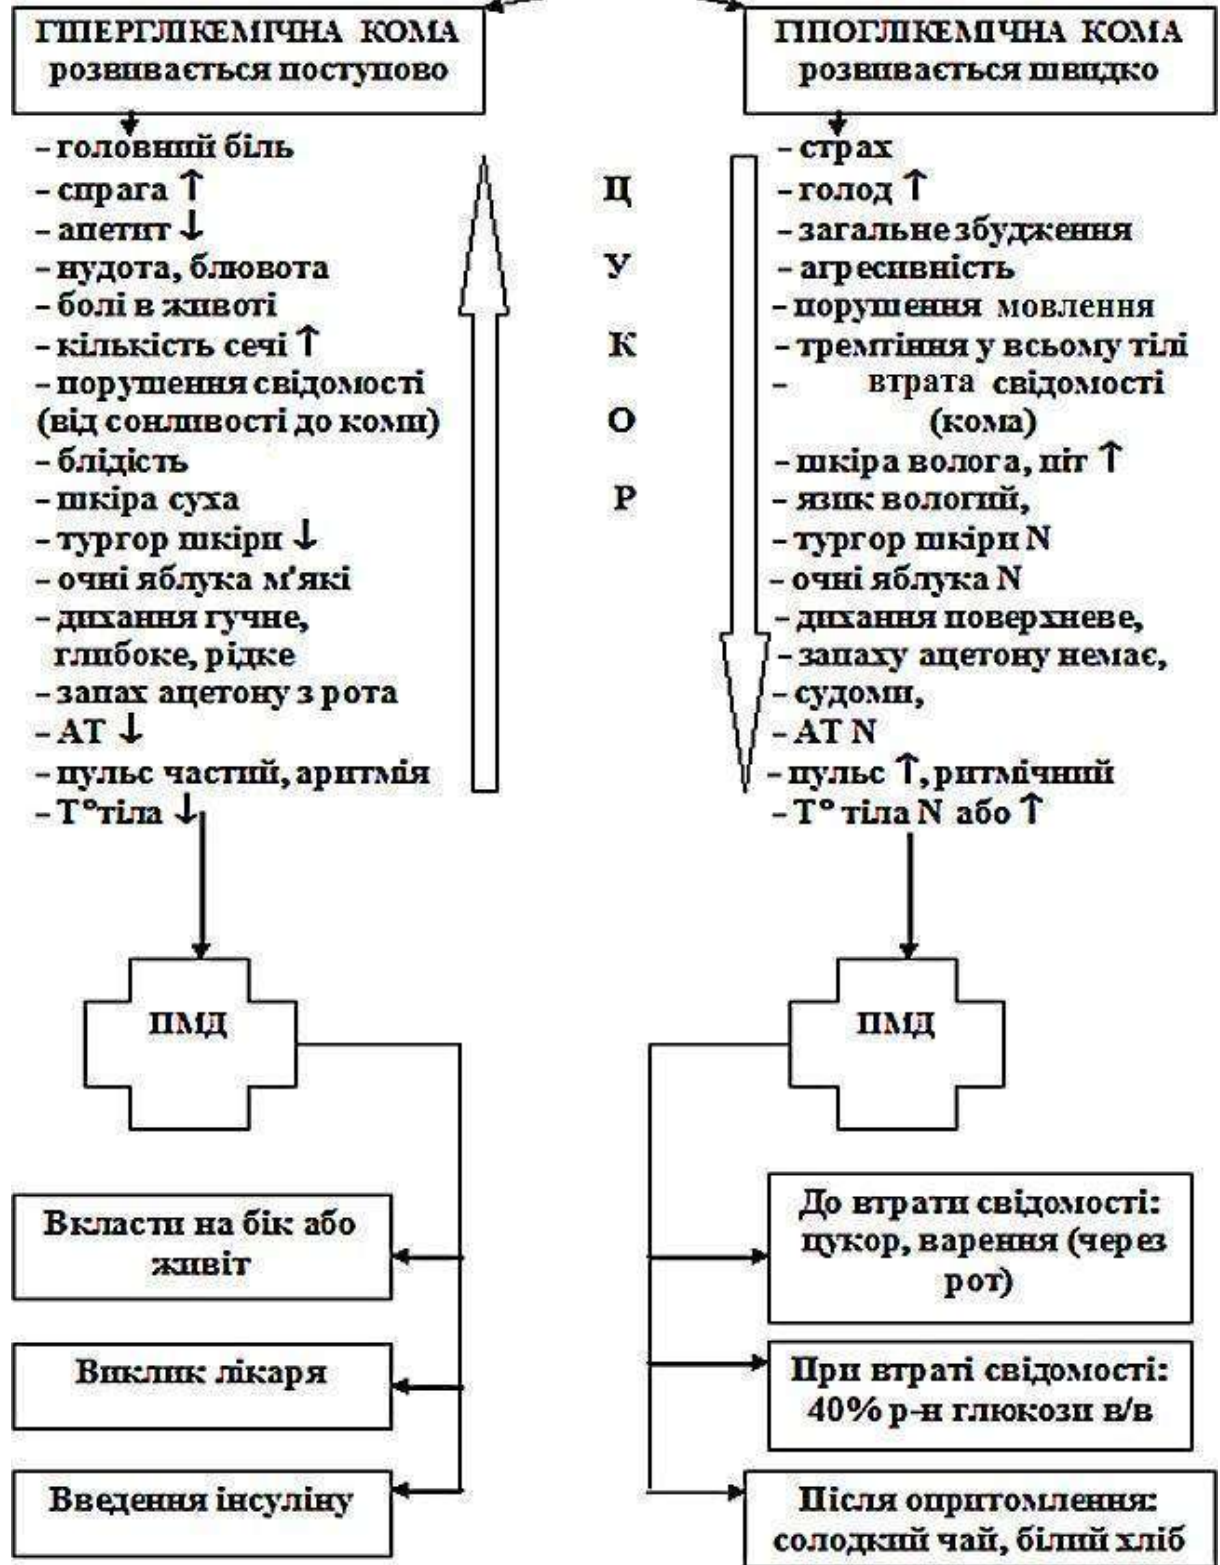 ГІПЕРГЛІКЕМІЧНА КОМА
розвивається поступово
– головний біль
– спрага ↑
– апетит ↓
– нудота, блювота
– болі в животі
– кількість сечі ↑
– порушення свідомості
(від сонливості до коми)
– блідість
– шкіра суха
– тургор шкіри ↓
– очні яблука м'які
– дихання гучне,
глибоке, рідке
– запах ацетону з рота
– АТ ↓
– пульс частий, аритмія
– Т° тіла ↓
Ц
У
К
О
Р
ГІПОГЛІКЕМІЧНА КОМА
розвивається швидко
– страх
– голод ↑
– загальне збудження
– агресивність
– порушення мовлення
– тремтіння у всьому тілі
– втрата свідомості
(кома)
– шкіра волога, піт ↑
– язик вологий,
– тургор шкіри N
– очні яблука N
– дихання поверхневе,
– запаху ацетону немає,
– судоми,
– АТ N
– пульс ↑, ритмічний
– Т° тіла N або ↑
ПМД
Вкласти на бік або
живіт
Виклик лікаря
Введення інсуліну
ПМД
До втрати свідомості:
цукор, варення (через
рот)
При втраті свідомості:
40% р-н глюкози в/в
Після опритомлення:
солодкий чай, білий хліб